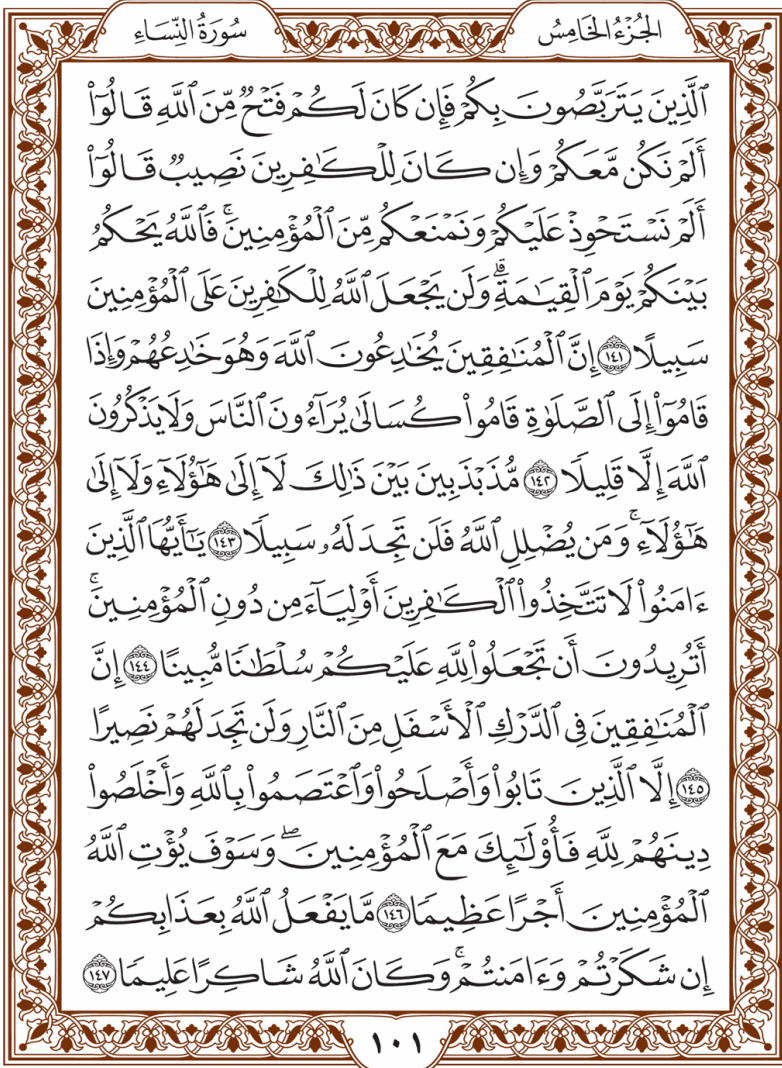 الجُزْءُ الخَامِسُ
سُورَةُ النِّسَاءِ
ٱلَّذِينَ يَتَرَبَّصُونَ بِكُمْ فَإِن كَانَ لَكُمْ فَتْحٌ مِّنَ ٱللَّهِ قَالُوٓا۟
أَلَمْ نَكُن مَّعَكُمْ وَإِن كَانَ لِلْكَـٰفِرِينَ نَصِيبٌ قَالُوٓا۟
أَلَمْ نَسْتَحْوِذْ عَلَيْكُمْ وَنَمْنَعْكُم مِّنَ ٱلْمُؤْمِنِينَ ۚ فَٱللَّهُ يَحْكُمُ
بَيْنَكُمْ يَوْمَ ٱلْقِيَـٰمَةِ ۗ وَلَن يَجْعَلَ ٱللَّهُ لِلْكَـٰفِرِينَ عَلَى ٱلْمُؤْمِنِينَ
سَبِيلًا ١٤١ إِنَّ ٱلْمُنَـٰفِقِينَ يُخَـٰدِعُونَ ٱللَّهَ وَهُوَ خَـٰدِعُهُمْ وَإِذَا
قَامُوٓا۟ إِلَى ٱلصَّلَوٰةِ قَامُوا۟ كُسَالَىٰ يُرَآءُونَ ٱلنَّاسَ وَلَا يَذْكُرُونَ
ٱللَّهَ إِلَّا قَلِيلًا ١٤٢ مُّذَبْذَبِينَ بَيْنَ ذَٰلِكَ لَآ إِلَىٰ هَـٰٓؤُلَآءِ وَلَآ إِلَىٰ
هَـٰٓؤُلَآءِ ۚ وَمَن يُضْلِلِ ٱللَّهُ فَلَن تَجِدَ لَهُۥ سَبِيلًا ١٤٣ يَـٰٓأَيُّهَا ٱلَّذِينَ
ءَامَنُوا۟ لَا تَتَّخِذُوا۟ ٱلْكَـٰفِرِينَ أَوْلِيَآءَ مِن دُونِ ٱلْمُؤْمِنِينَ ۚ
أَتُرِيدُونَ أَن تَجْعَلُوا۟ لِلَّهِ عَلَيْكُمْ سُلْطَـٰنًا مُّبِينًا ١٤٤ إِنَّ
ٱلْمُنَـٰفِقِينَ فِى ٱلدَّرْكِ ٱلْأَسْفَلِ مِنَ ٱلنَّارِ وَلَن تَجِدَ لَهُمْ نَصِيرًا
١٤٥ إِلَّا ٱلَّذِينَ تَابُوا۟ وَأَصْلَحُوا۟ وَٱعْتَصَمُوا۟ بِٱللَّهِ وَأَخْلَصُوا۟
دِينَهُمْ لِلَّهِ فَأُو۟لَـٰٓئِكَ مَعَ ٱلْمُؤْمِنِينَ ۖ وَسَوْفَ يُؤْتِ ٱللَّهُ
ٱلْمُؤْمِنِينَ أَجْرًا عَظِيمًا ١٤٦ مَّا يَفْعَلُ ٱللَّهُ بِعَذَابِكُمْ
إِن شَكَرْتُمْ وَءَامَنتُمْ ۚ وَكَانَ ٱللَّهُ شَاكِرًا عَلِيمًا ١٤٧
١٠١